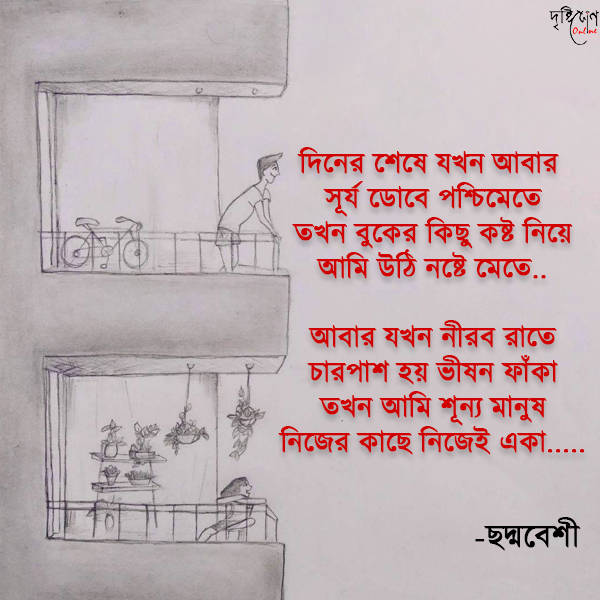 দৃষ্টিকোণ
Online
দিনের শেষে যখন আবার
সূর্য ডোবে পশ্চিমেতে
তখন বুকের কিছু কষ্ট নিয়ে
আমি উঠি নষ্টে মেতে..
আবার যখন নীরব রাতে
চারপাশ হয় ভীষন ফাঁকা
তখন আমি শূন্য মানুষ
নিজের কাছে নিজেই একা.....
-ছদ্মবেশী